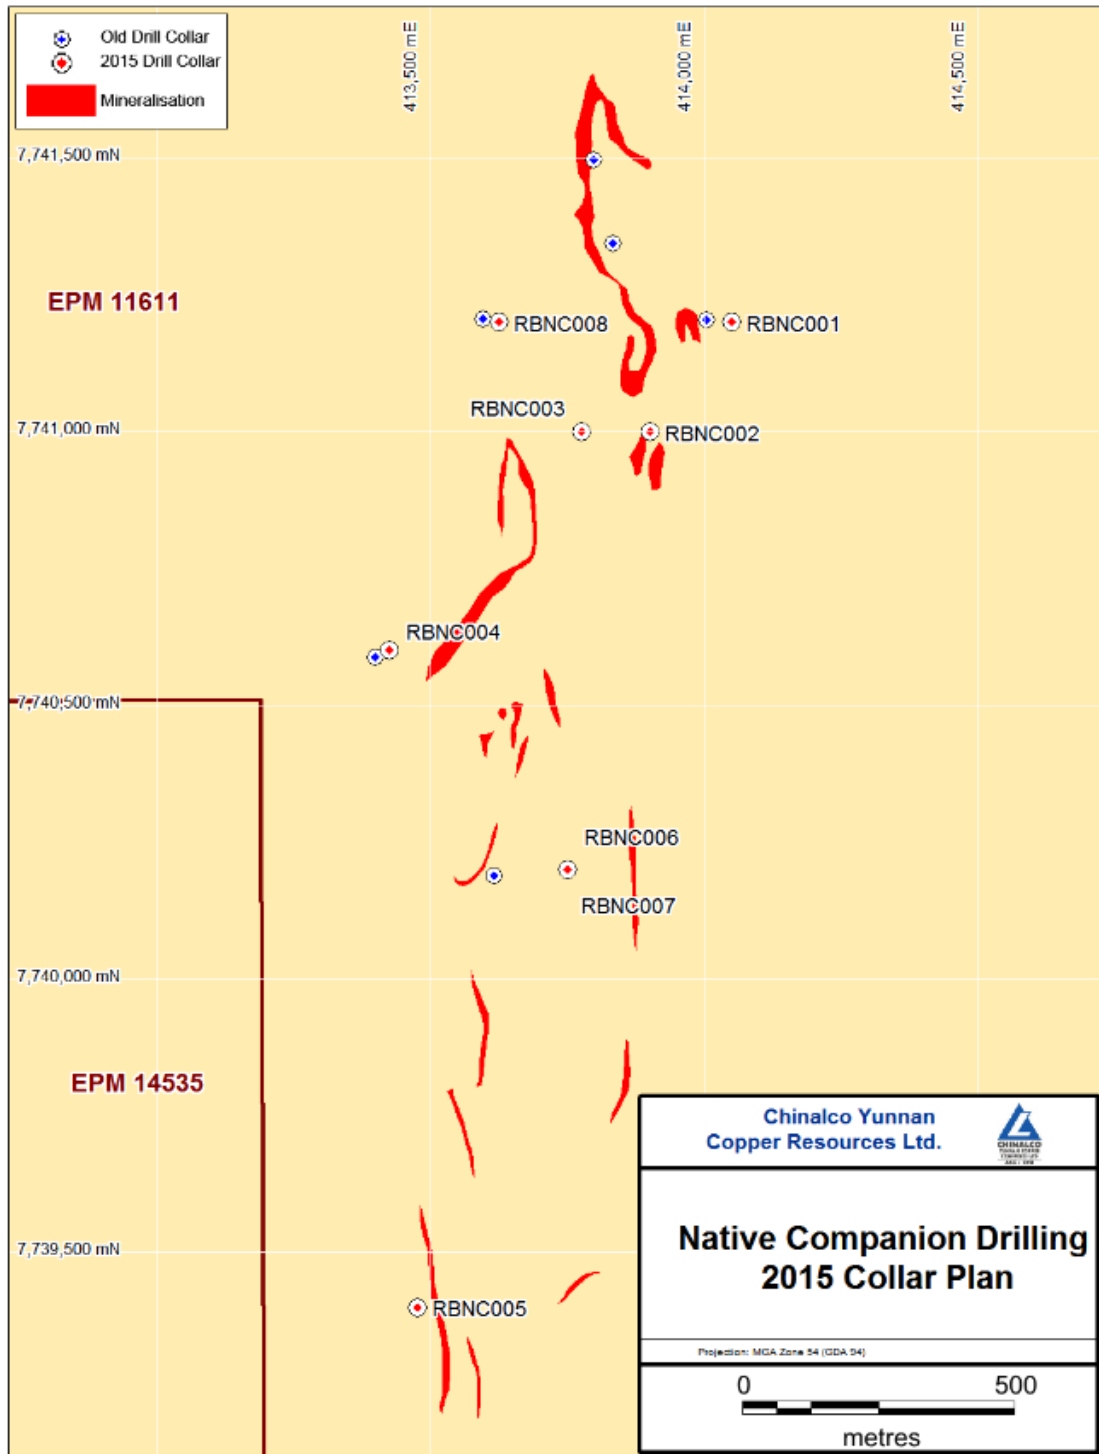 Old Drill Collar
2015 Drill Collar
Mineralisation
413,500 mE
414,000 mE
414,500 mE
7,741,500 mN
EPM 11611
RBNC008
RBNC001
RBNC003
7,741,000 mN
RBNC002
RBNC004
7,740,500 mN
RBNC006
RBNC007
7,740,000 mN
EPM 14535
7,739,500 mN
RBNC005
Chinalco Yunnan
Copper Resources Ltd.
CHINALCO
Native Companion Drilling
2015 Collar Plan
Projection: MGA Zone 54 (GDA 94)
0 500
metres